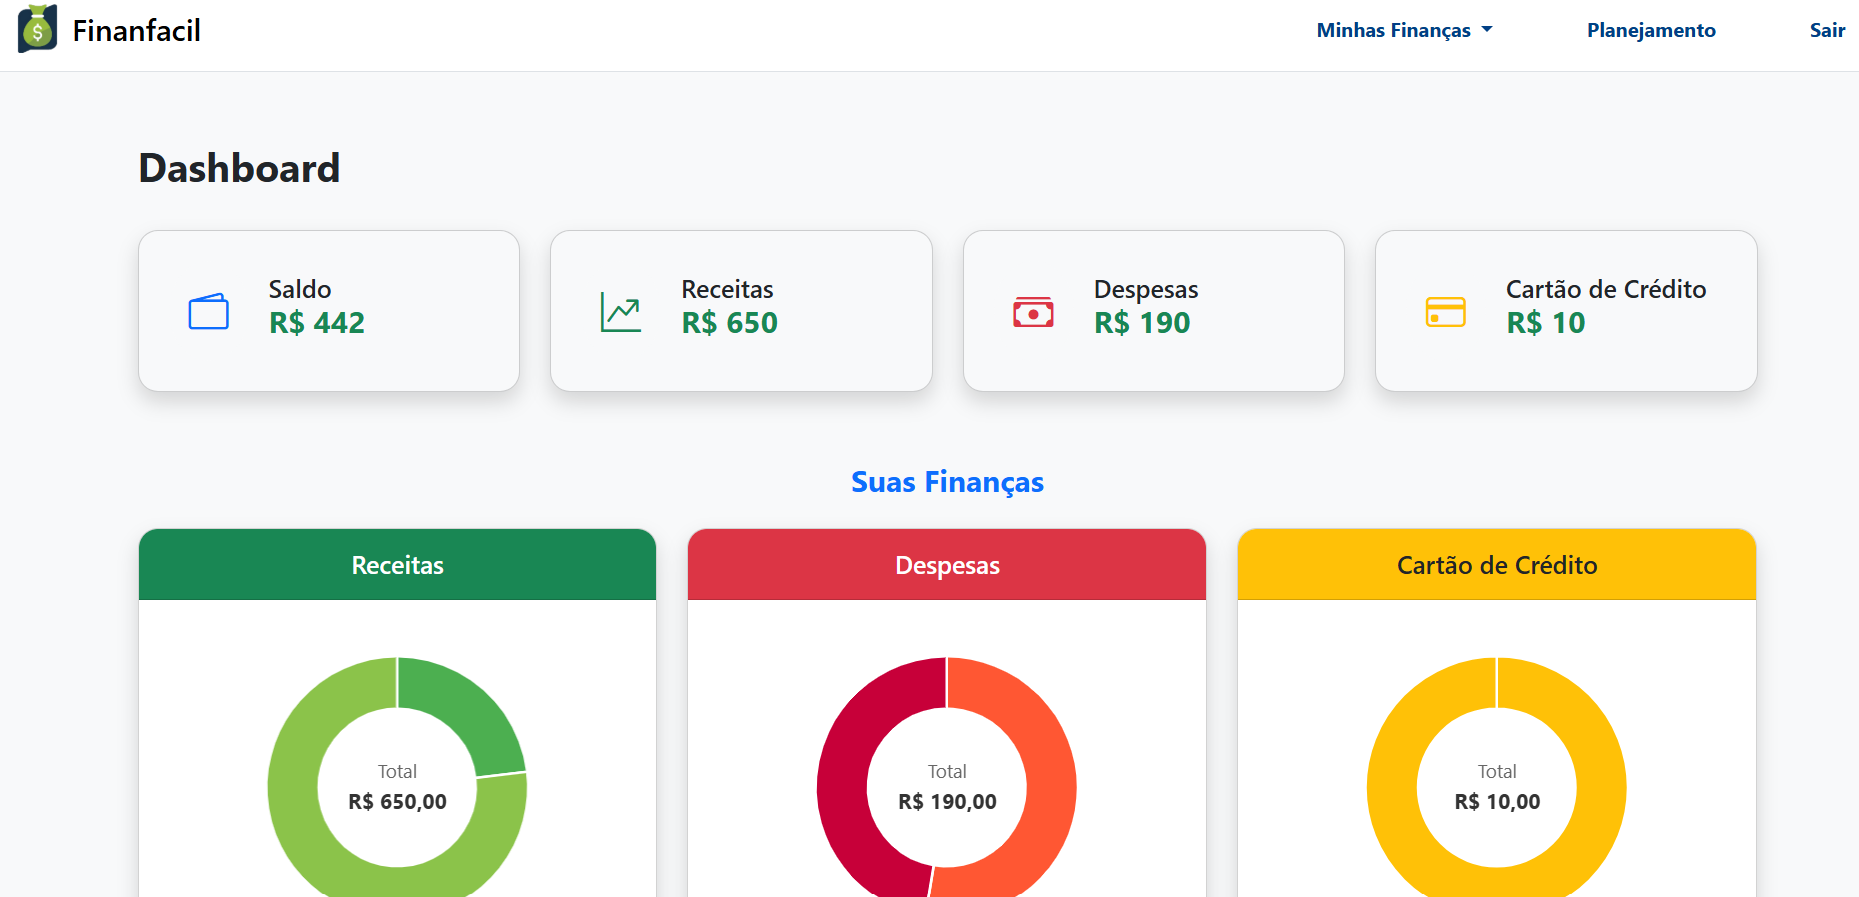 Finanfacil
Minhas Finanças
Planejamento
Sair
Dashboard
Saldo
R$ 442
Receitas
R$ 650
Despesas
R$ 190
Cartão de Crédito
R$ 10
Suas Finanças
Receitas
Total
R$ 650,00
Despesas
Total
R$ 190,00
Cartão de Crédito
Total
R$ 10,00